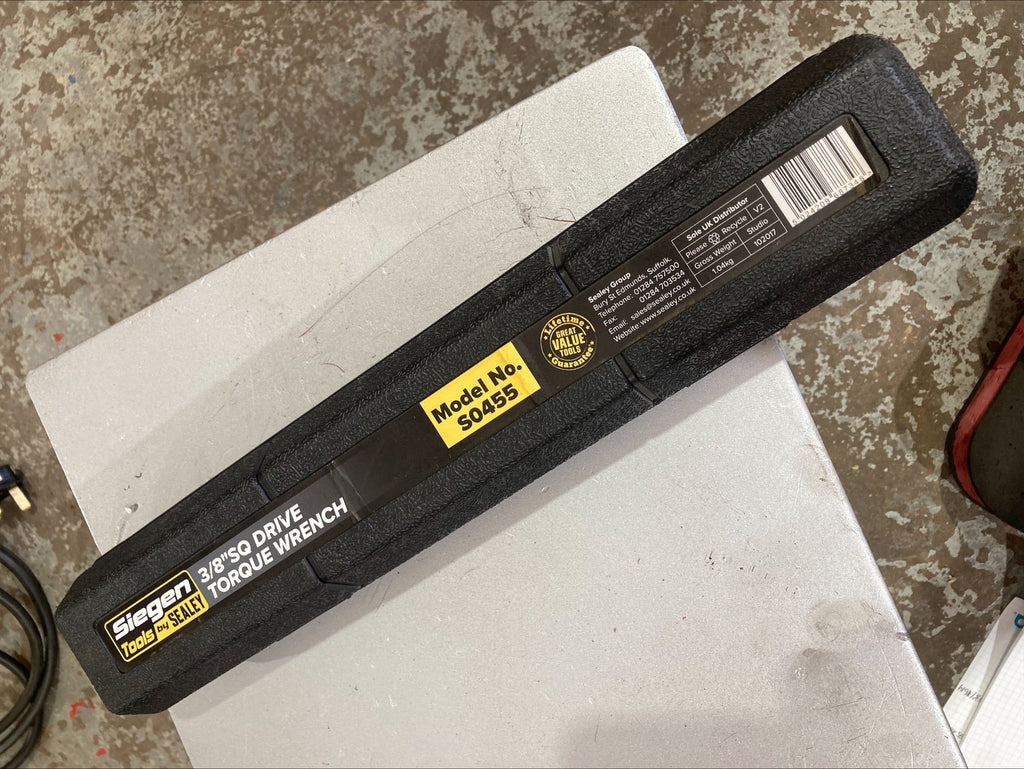 Siegen
Tools by SEALEY
3/8"SQ DRIVE
TORQUE WRENCH
Model No.
S0455
Lifetime
GREAT
VALUE
TOOLS
Guarantee
Sealey Group
Bury St Edmunds, Suffolk.
Telephone: 01284 757500
Fax: 01284 703534
Email: sales@sealey.co.uk
Website: www.sealey.co.uk
Sole UK Distributor
Please Recycle V2
Gross Weight Studio
1.04kg 102017